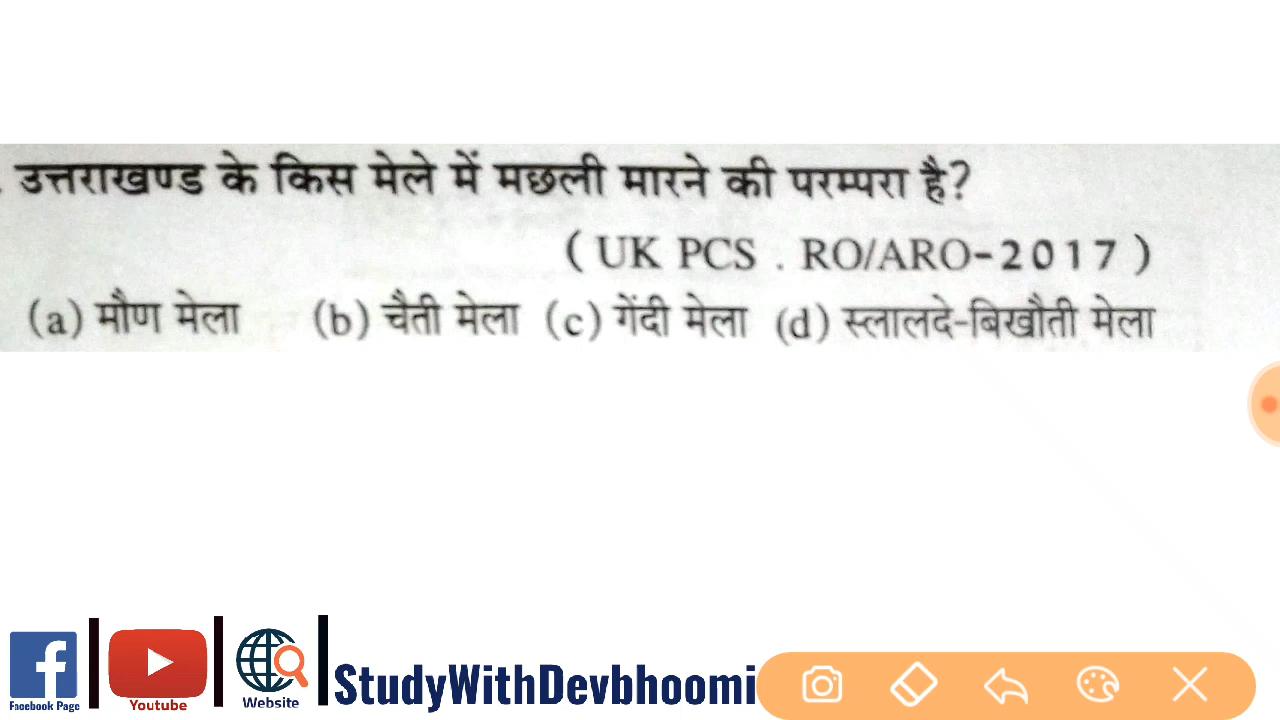 उत्तराखण्ड के किस मेले में मछली मारने की परम्परा है?
( UK PCS . RO/ARO-2017 )
(a) मौण मेला (b) चैती मेला (c) गेंदी मेला (d) स्लालदे-बिखौती मेला
Facebook Page Youtube Website StudyWithDevbhoomi